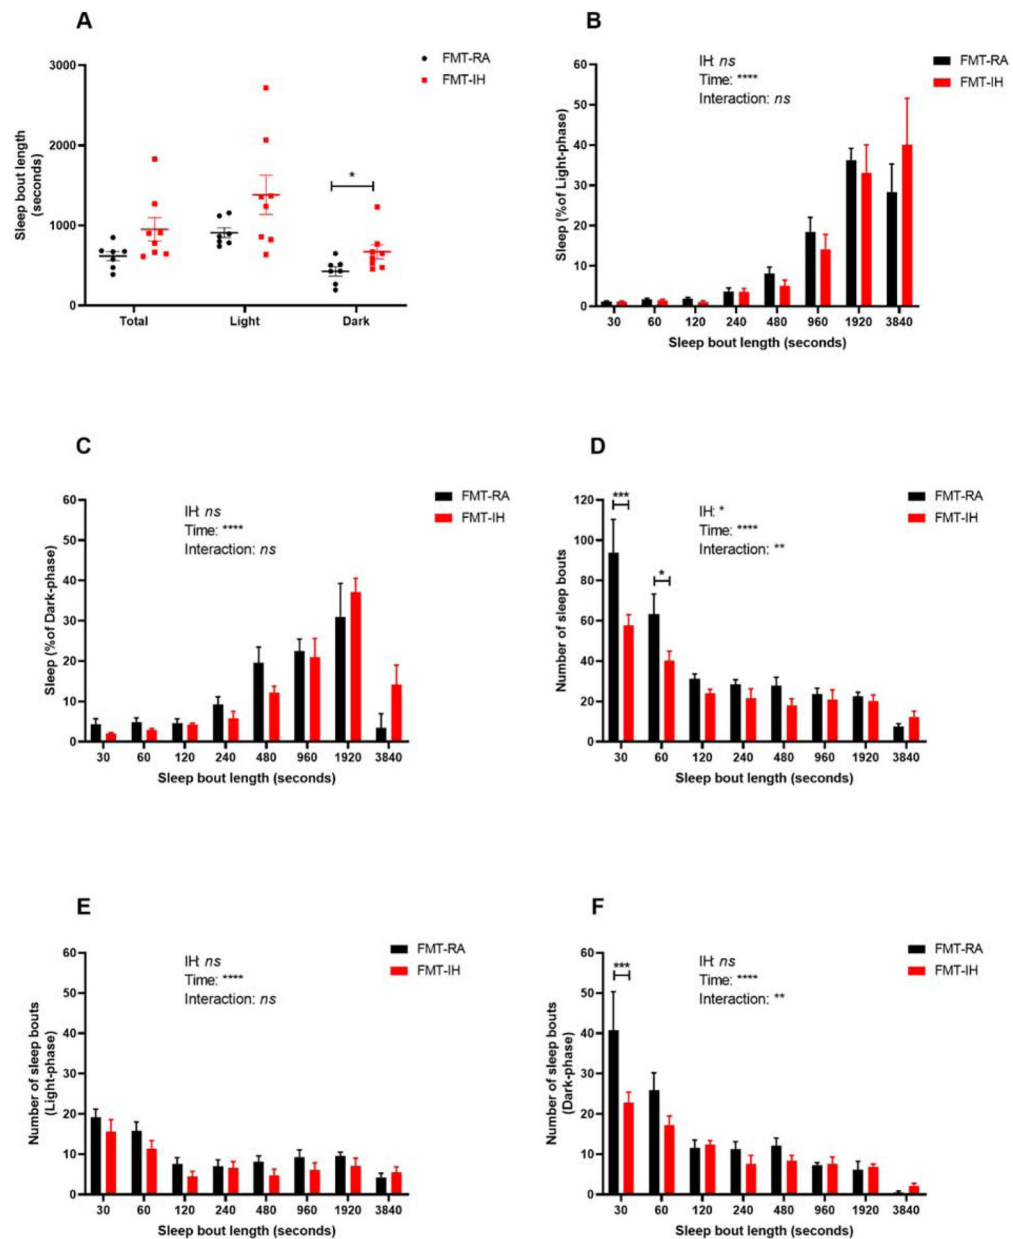 A
3000
2000
1000
0
Sleep bout length
(seconds)
*
Total
Light
Dark
FMT-RA
FMT-IH
B
60
50
40
30
20
10
0
Sleep (%of Light-phase)
IH: ns
Time: ****
Interaction: ns
FMT-RA
FMT-IH
30 60 120 240 480 960 1920 3840
Sleep bout length (seconds)
C
60
50
40
30
20
10
0
Sleep (%of Dark-phase)
IH: ns
Time: ****
Interaction: ns
FMT-RA
FMT-IH
30 60 120 240 480 960 1920 3840
Sleep bout length (seconds)
D
120
100
80
60
40
20
0
Number of sleep bouts
***
*
IH: *
Time: ****
Interaction: **
FMT-RA
FMT-IH
30 60 120 240 480 960 1920 3840
Sleep bout length (seconds)
E
60
50
40
30
20
10
0
Number of sleep bouts
(Light-phase)
IH: ns
Time: ****
Interaction: ns
FMT-RA
FMT-IH
30 60 120 240 480 960 1920 3840
Sleep bout length (seconds)
F
60
50
40
30
20
10
0
Number of sleep bouts
(Dark-phase)
***
IH: ns
Time: ****
Interaction: **
FMT-RA
FMT-IH
30 60 120 240 480 960 1920 3840
Sleep bout length (seconds)